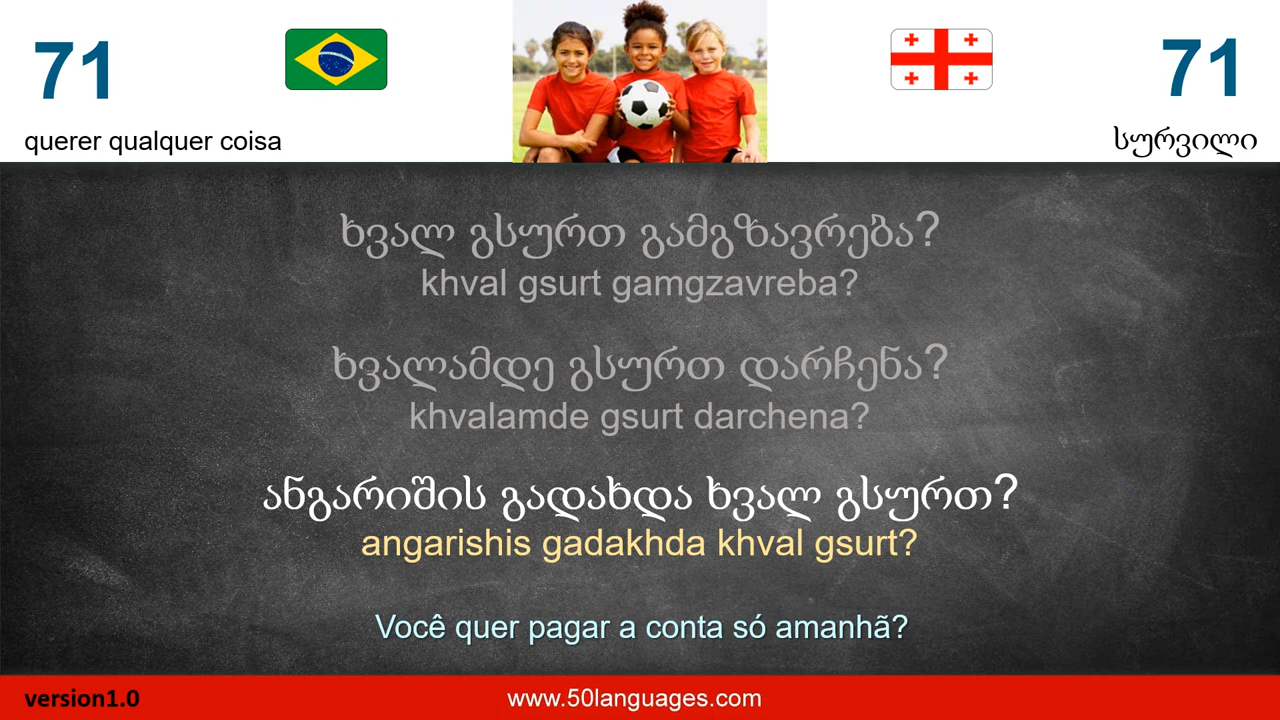 71
71
querer qualquer coisa
სურვილი
ხვალ გსურთ გამგზავრება?
khval gsurt gamgzavreba?
ხვალამდე გსურთ დარჩენა?
khvalamde gsurt darchena?
ანგარიშის გადახდა ხვალ გსურთ?
angarishis gadakhda khval gsurt?
Você quer pagar a conta só amanhã?
version1.0
www.50languages.com